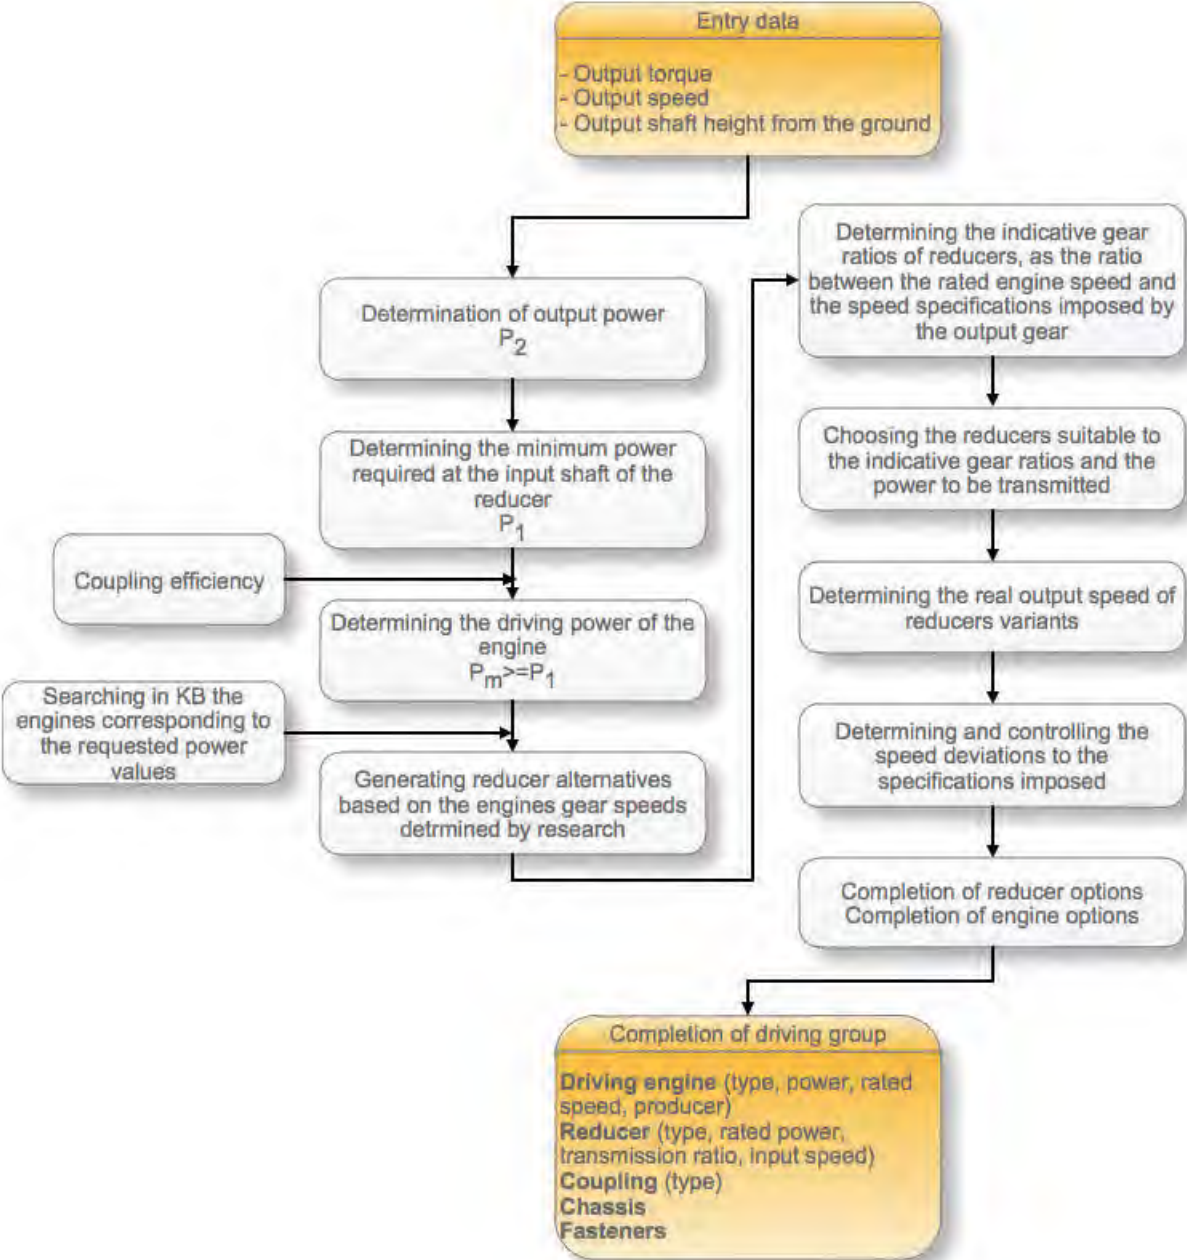 Entry data
- Output torque
- Output speed
- Output shaft height from the ground
Determination of output power
P2
Determining the minimum power
required at the input shaft of the
reducer
P1
Coupling efficiency
Determining the driving power of the
engine
Pm>=P1
Searching in KB the
engines corresponding to
the requested power
values
Generating reducer alternatives
based on the engines gear speeds
detrmined by research
Determining the indicative gear
ratios of reducers, as the ratio
between the rated engine speed and
the speed specifications imposed by
the output gear
Choosing the reducers suitable to
the indicative gear ratios and the
power to be transmitted
Determining the real output speed of
reducers variants
Determining and controlling the
speed deviations to the
specifications imposed
Completion of reducer options
Completion of engine options
Completion of driving group
Driving engine (type, power, rated
speed, producer)
Reducer (type, rated power,
transmission ratio, input speed)
Coupling (type)
Chassis
Fasteners